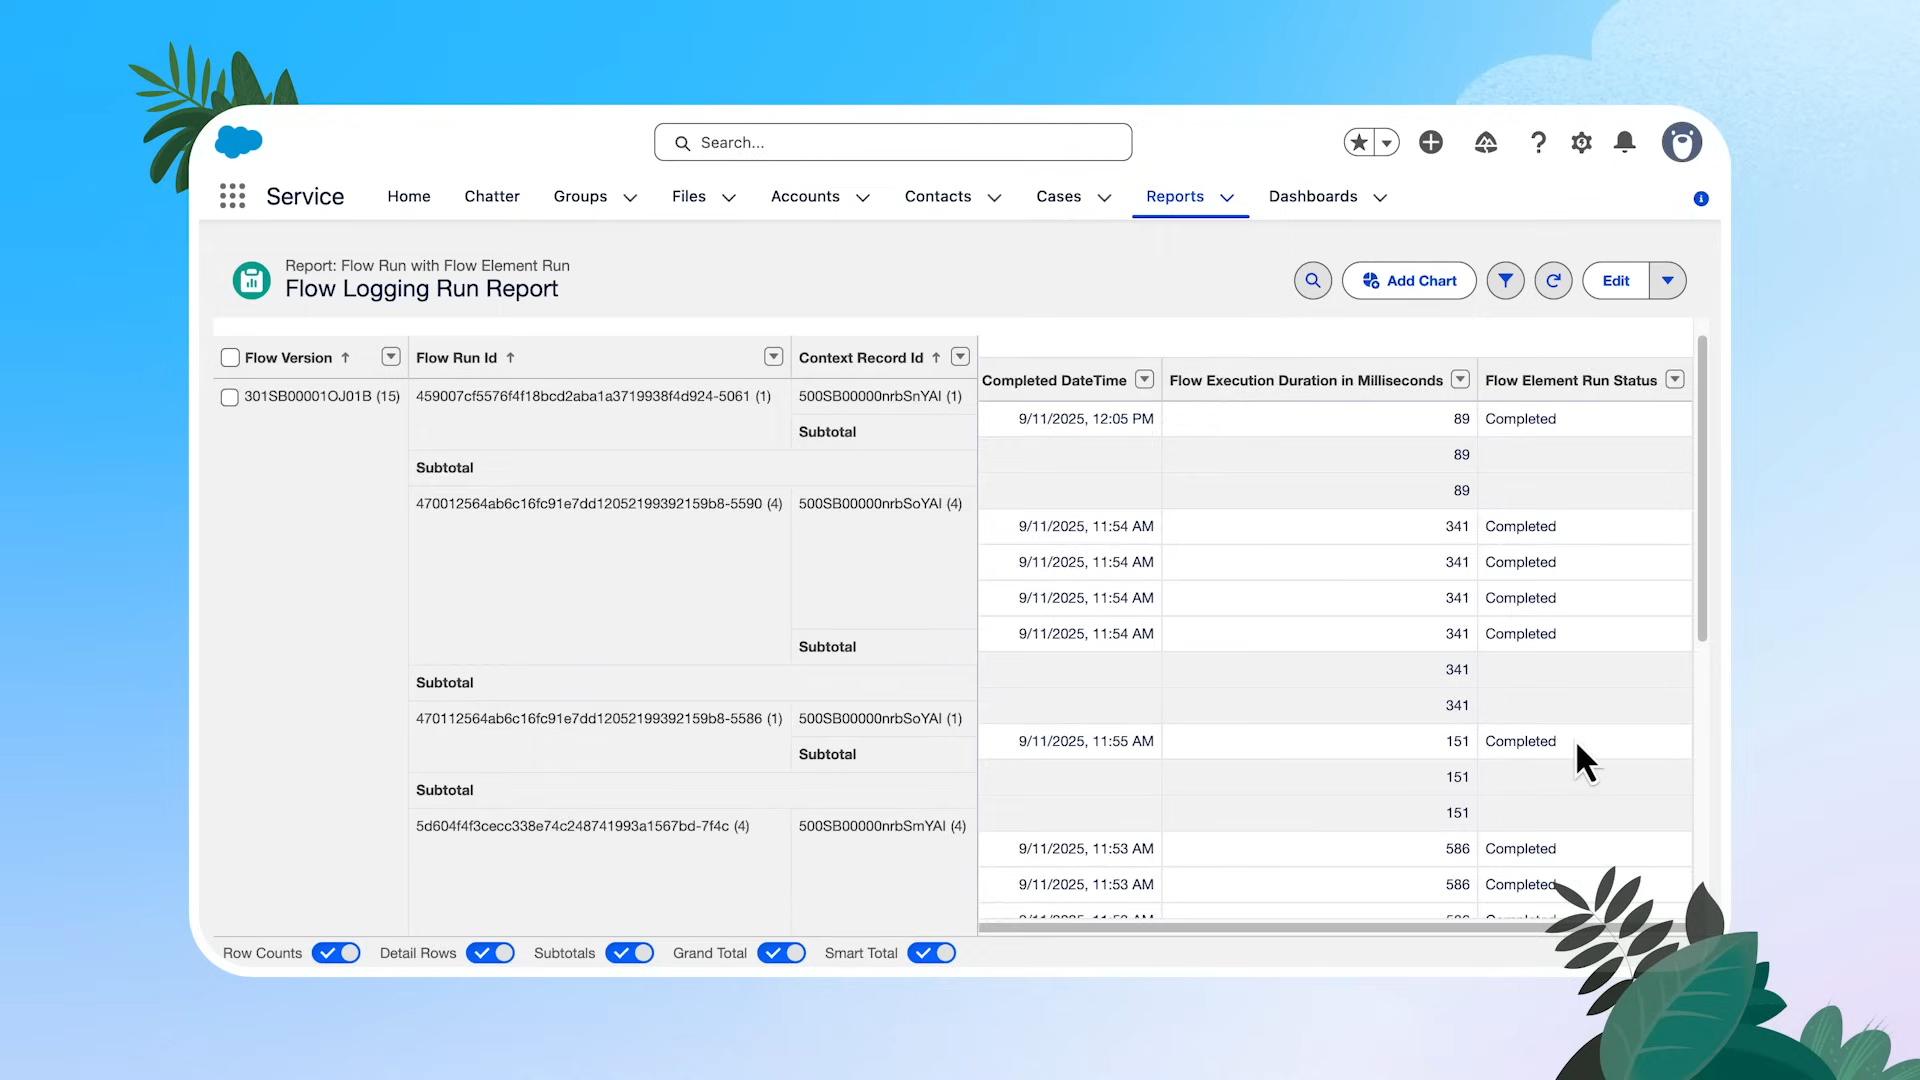 Search...
Service Home Chatter Groups Files Accounts Contacts Cases Reports Dashboards
Report: Flow Run with Flow Element Run
Flow Logging Run Report
Add Chart
Edit
Flow Version Flow Run Id Context Record Id
Completed DateTime Flow Execution Duration in Milliseconds Flow Element Run Status
301SB00001OJ01B (15) 459007cf5576f4f18bcd2aba1a3719938f4d924-5061 (1) 500SB00000nrbSnYAI (1)
9/11/2025, 12:05 PM 89 Completed
Subtotal
89
Subtotal
89
470012564ab6c16fc91e7dd12052199392159b8-5590 (4) 500SB00000nrbSoYAI (4)
9/11/2025, 11:54 AM 341 Completed
9/11/2025, 11:54 AM 341 Completed
9/11/2025, 11:54 AM 341 Completed
9/11/2025, 11:54 AM 341 Completed
Subtotal
341
Subtotal
341
470112564ab6c16fc91e7dd12052199392159b8-5586 (1) 500SB00000nrbSoYAI (1)
9/11/2025, 11:55 AM 151 Completed
Subtotal
151
Subtotal
151
5d604f4f3cecc338e74c248741993a1567bd-7f4c (4) 500SB00000nrbSmYAI (4)
9/11/2025, 11:53 AM 586 Completed
9/11/2025, 11:53 AM 586 Completed
Row Counts Detail Rows Subtotals Grand Total Smart Total